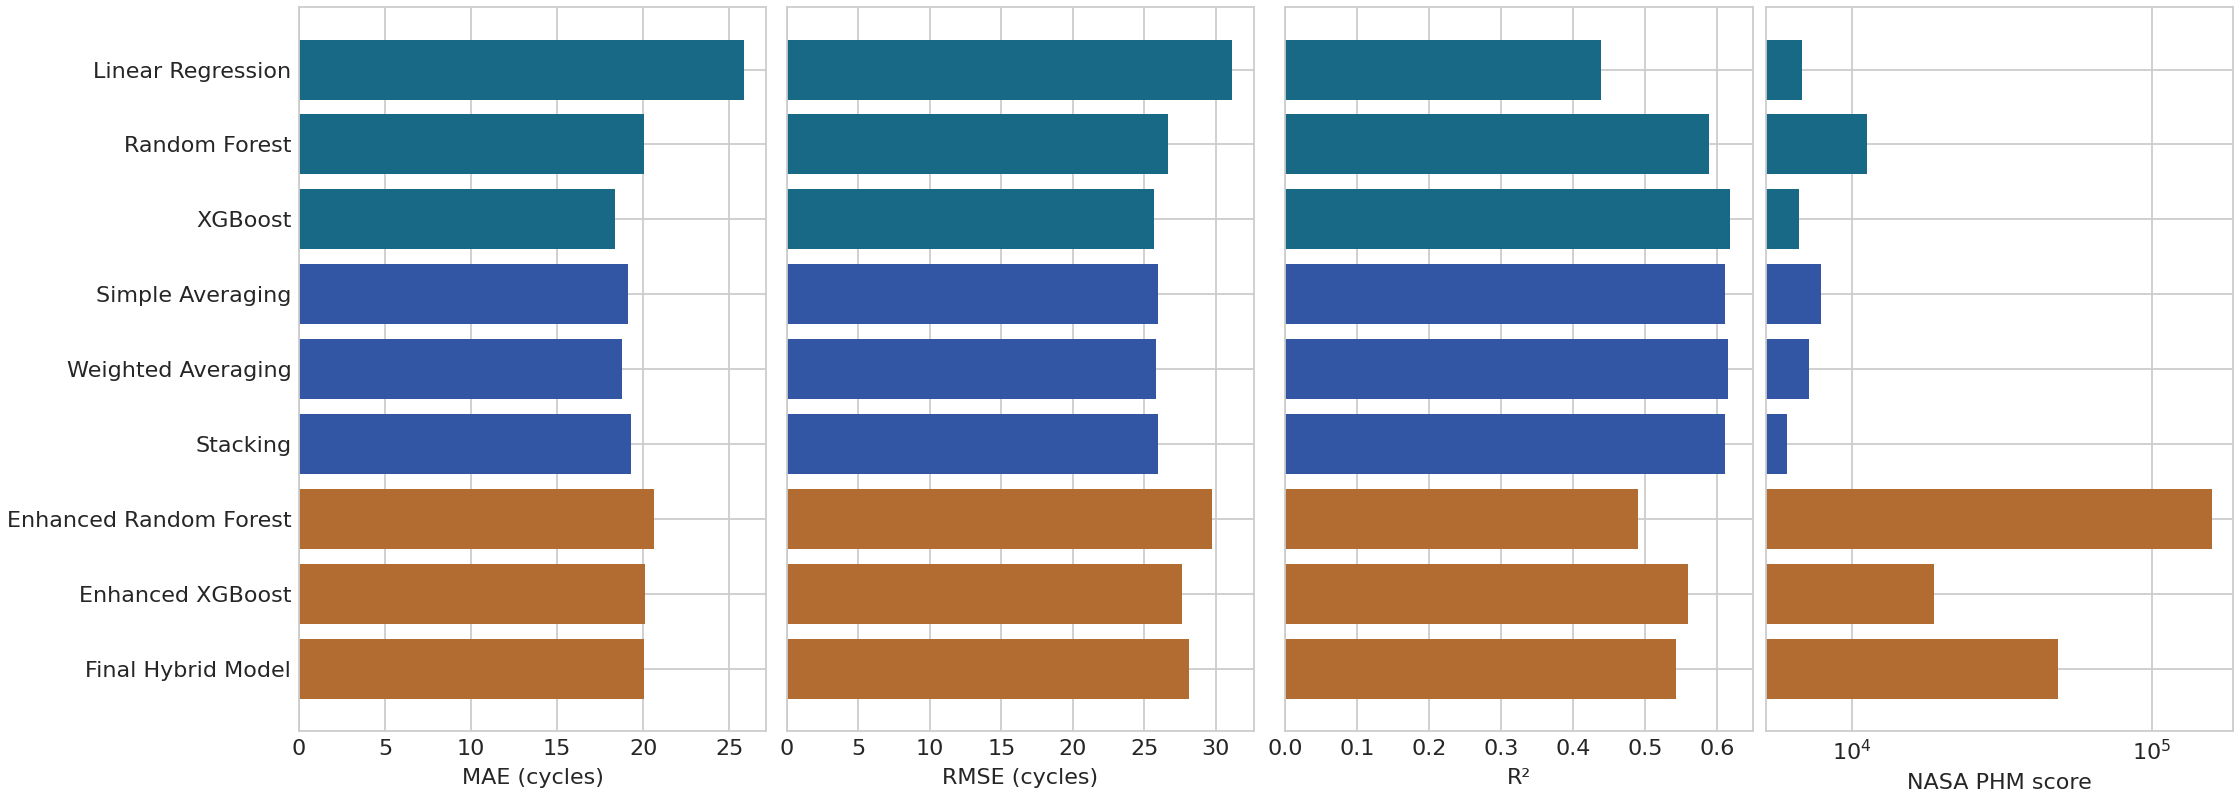 Linear Regression
Random Forest
XGBoost
Simple Averaging
Weighted Averaging
Stacking
Enhanced Random Forest
Enhanced XGBoost
Final Hybrid Model
0 5 10 15 20 25
MAE (cycles)
0 5 10 15 20 25 30
RMSE (cycles)
0.0 0.1 0.2 0.3 0.4 0.5 0.6
R²
10⁴ 10⁵
NASA PHM score